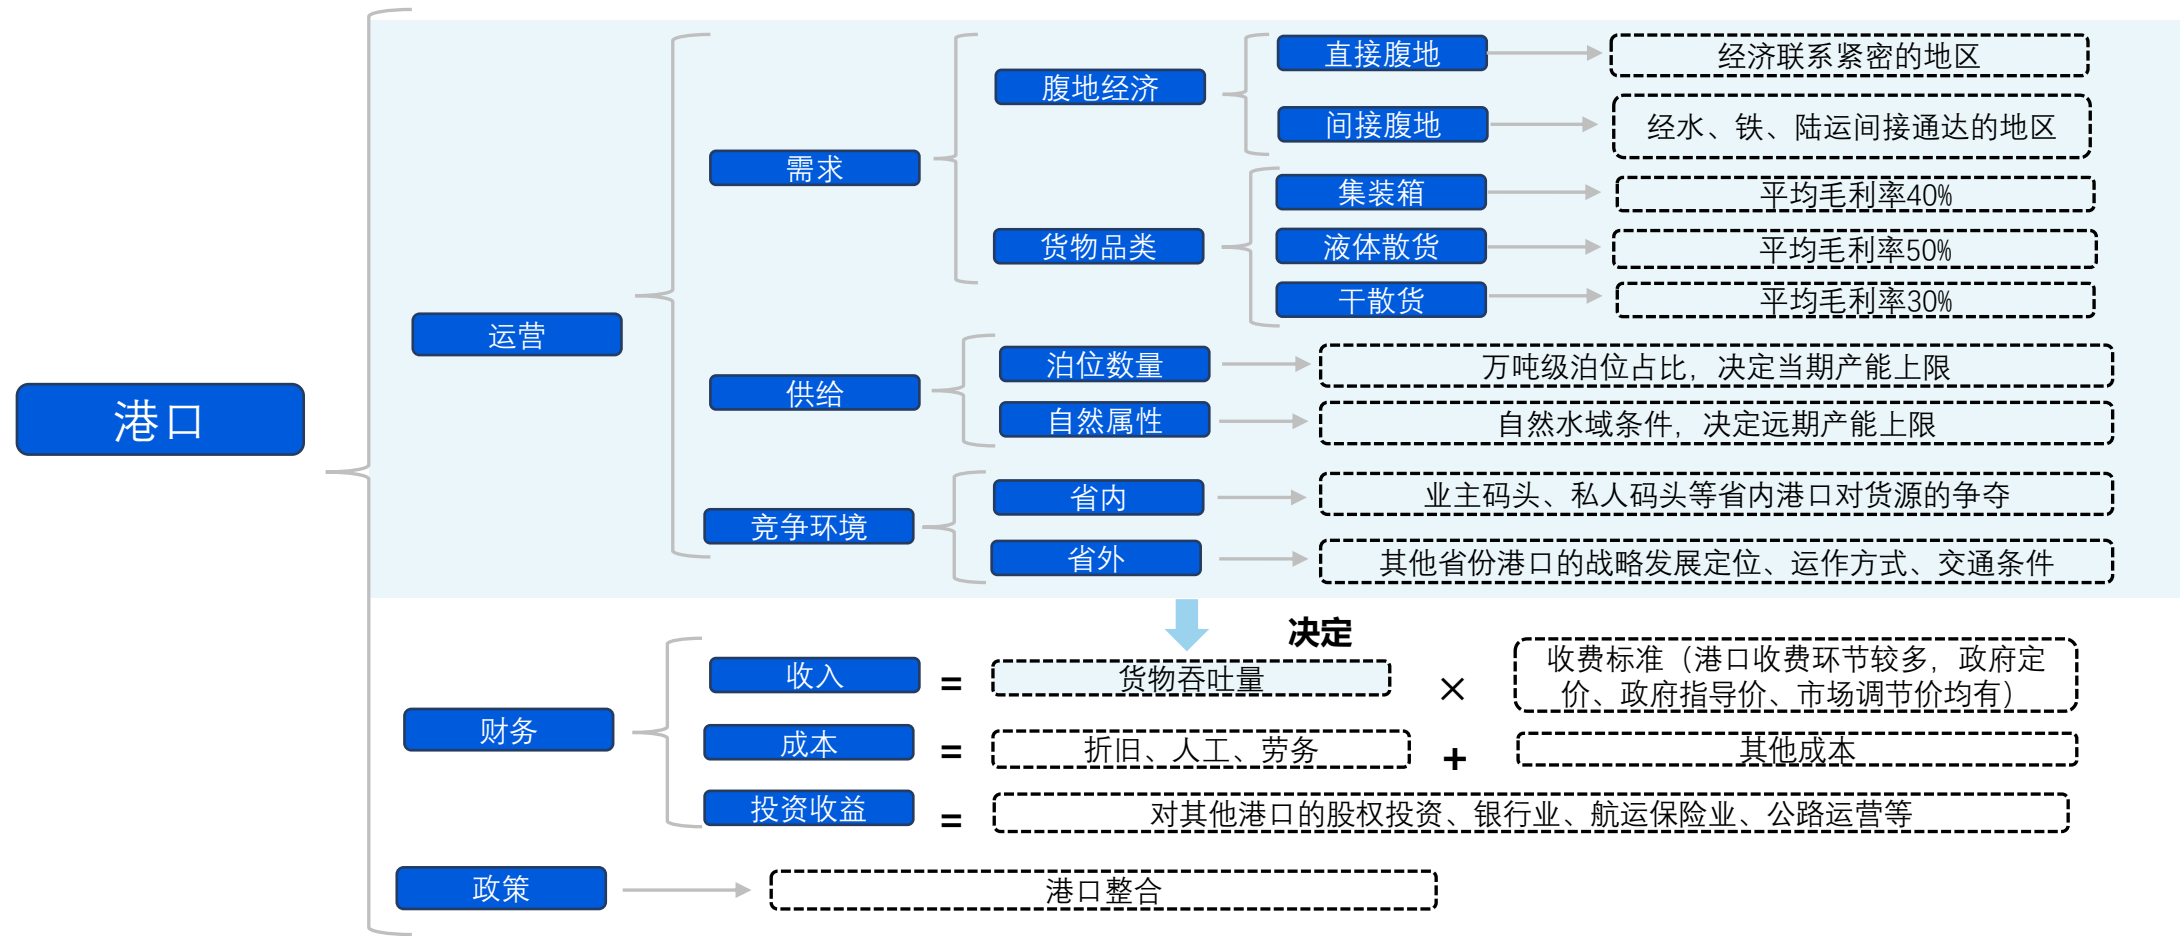 港口
运营
需求
腹地经济
直接腹地
经济联系紧密的地区
间接腹地
经水、铁、陆运间接通达的地区
货物品类
集装箱
平均毛利率40%
液体散货
平均毛利率50%
干散货
平均毛利率30%
供给
泊位数量
万吨级泊位占比，决定当期产能上限
自然属性
自然水域条件，决定远期产能上限
竞争环境
省内
业主码头、私人码头等省内港口对货源的争夺
省外
其他省份港口的战略发展定位、运作方式、交通条件
决定
财务
收入
=
货物吞吐量
×
收费标准（港口收费环节较多，政府定
价、政府指导价、市场调节价均有）
成本
=
折旧、人工、劳务
+
其他成本
投资收益
=
对其他港口的股权投资、银行业、航运保险业、公路运营等
政策
港口整合